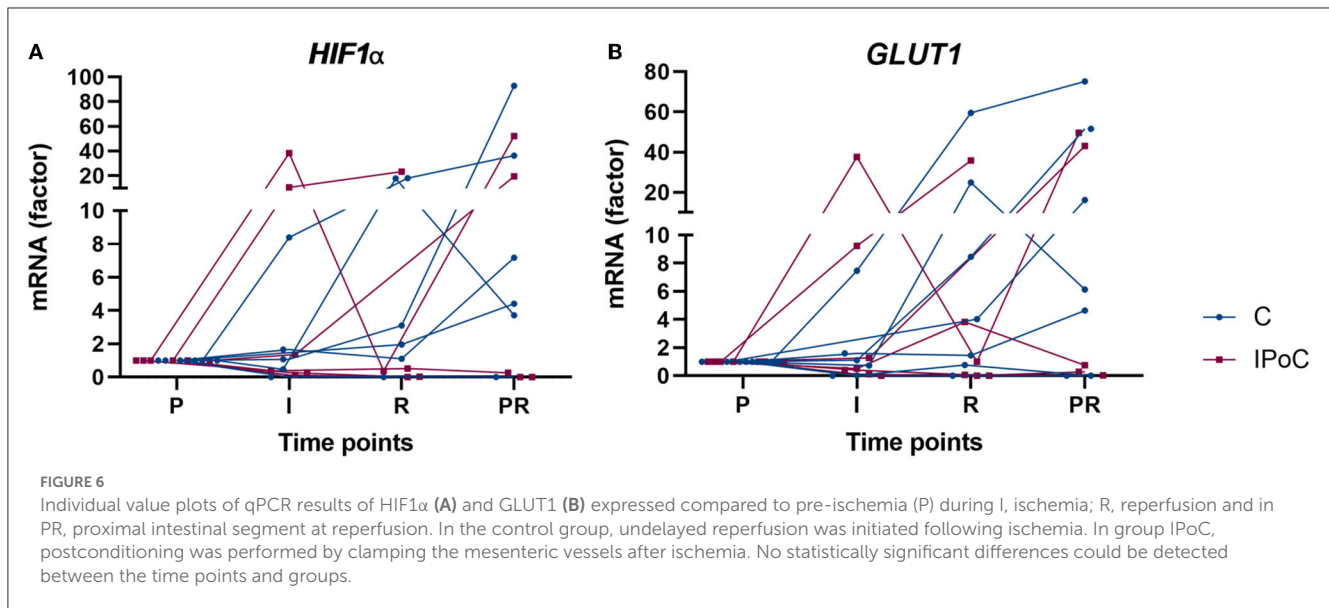 A
HIF1α
100
80
60
40
20
10
8
6
4
2
0
mRNA (factor)
P
I
R
PR
Time points
B
GLUT1
80
60
40
20
10
8
6
4
2
0
mRNA (factor)
P
I
R
PR
Time points
C
IPoC
FIGURE 6
Individual value plots of qPCR results of HIF1α (A) and GLUT1 (B) expressed compared to pre-ischemia (P) during I, ischemia; R, reperfusion and in
PR, proximal intestinal segment at reperfusion. In the control group, undelayed reperfusion was initiated following ischemia. In group IPoC,
postconditioning was performed by clamping the mesenteric vessels after ischemia. No statistically significant differences could be detected
between the time points and groups.